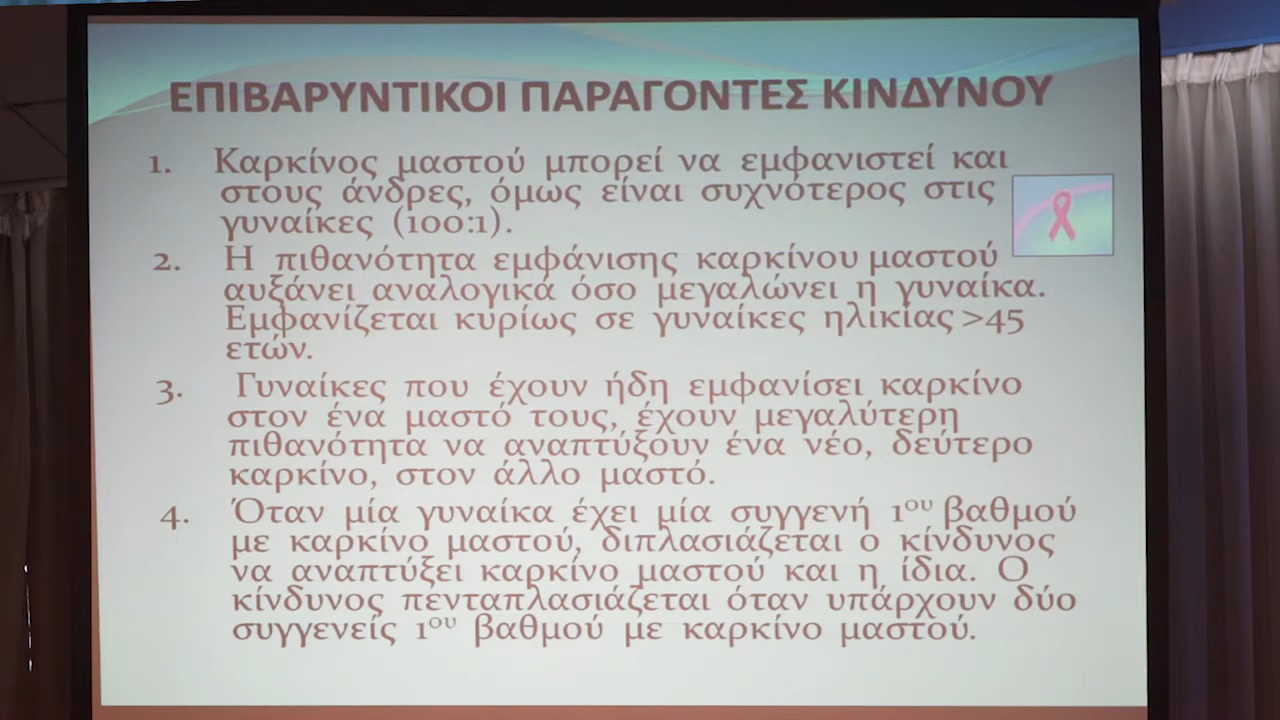 ΕΠΙΒΑΡΥΝΤΙΚΟΙ ΠΑΡΑΓΟΝΤΕΣ ΚΙΝΔΥΝΟΥ
1. Καρκίνος μαστού μπορεί να εμφανιστεί και
στους άνδρες, όμως είναι συχνότερος στις
γυναίκες (100:1).
2. Η πιθανότητα εμφάνισης καρκίνου μαστού
αυξάνει αναλογικά όσο μεγαλώνει η γυναίκα.
Εμφανίζεται κυρίως σε γυναίκες ηλικίας >45
ετών.
3. Γυναίκες που έχουν ήδη εμφανίσει καρκίνο
στον ένα μαστό τους, έχουν μεγαλύτερη
πιθανότητα να αναπτύξουν ένα νέο, δεύτερο
καρκίνο, στον άλλο μαστό.
4. Όταν μία γυναίκα έχει μία συγγενή 1ου βαθμού
με καρκίνο μαστού, διπλασιάζεται ο κίνδυνος
να αναπτύξει καρκίνο μαστού και η ίδια. Ο
κίνδυνος πενταπλασιάζεται όταν υπάρχουν δύο
συγγενείς 1ου βαθμού με καρκίνο μαστού.